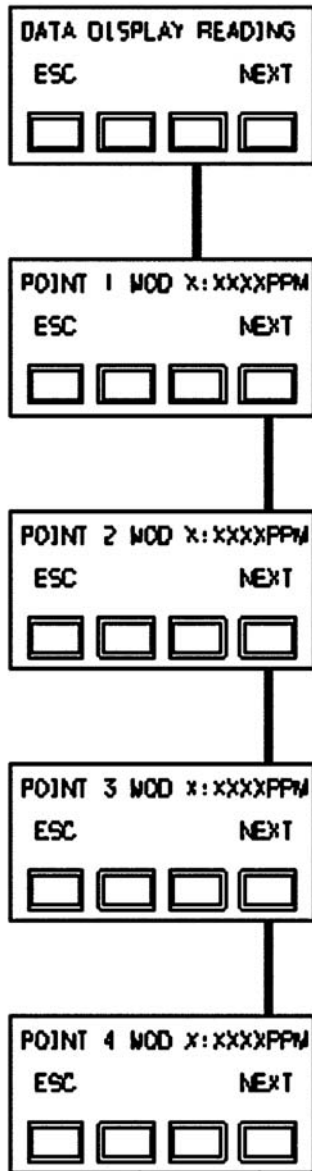 DATA DISPLAY READING
ESC NEXT
POINT 1 MOD X:XXXXPPM
ESC NEXT
POINT 2 MOD X:XXXXPPM
ESC NEXT
POINT 3 MOD X:XXXXPPM
ESC NEXT
POINT 4 MOD X:XXXXPPM
ESC NEXT